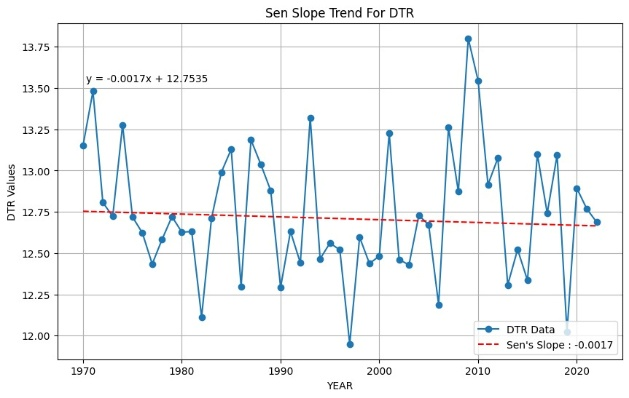 Sen Slope Trend For DTR
y = -0.0017x + 12.7535
DTR Values
13.75
13.50
13.25
13.00
12.75
12.50
12.25
12.00
DTR Data
Sen's Slope : -0.0017
1970
1980
1990
2000
2010
2020
YEAR